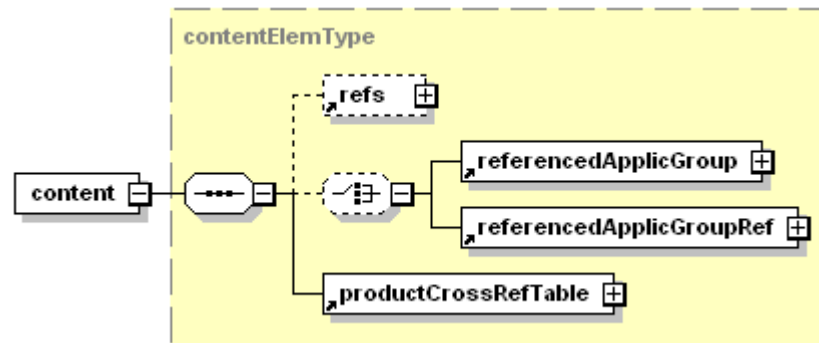 contentElemType
refs
referencedApplicGroup
content
referencedApplicGroupRef
productCrossRefTable